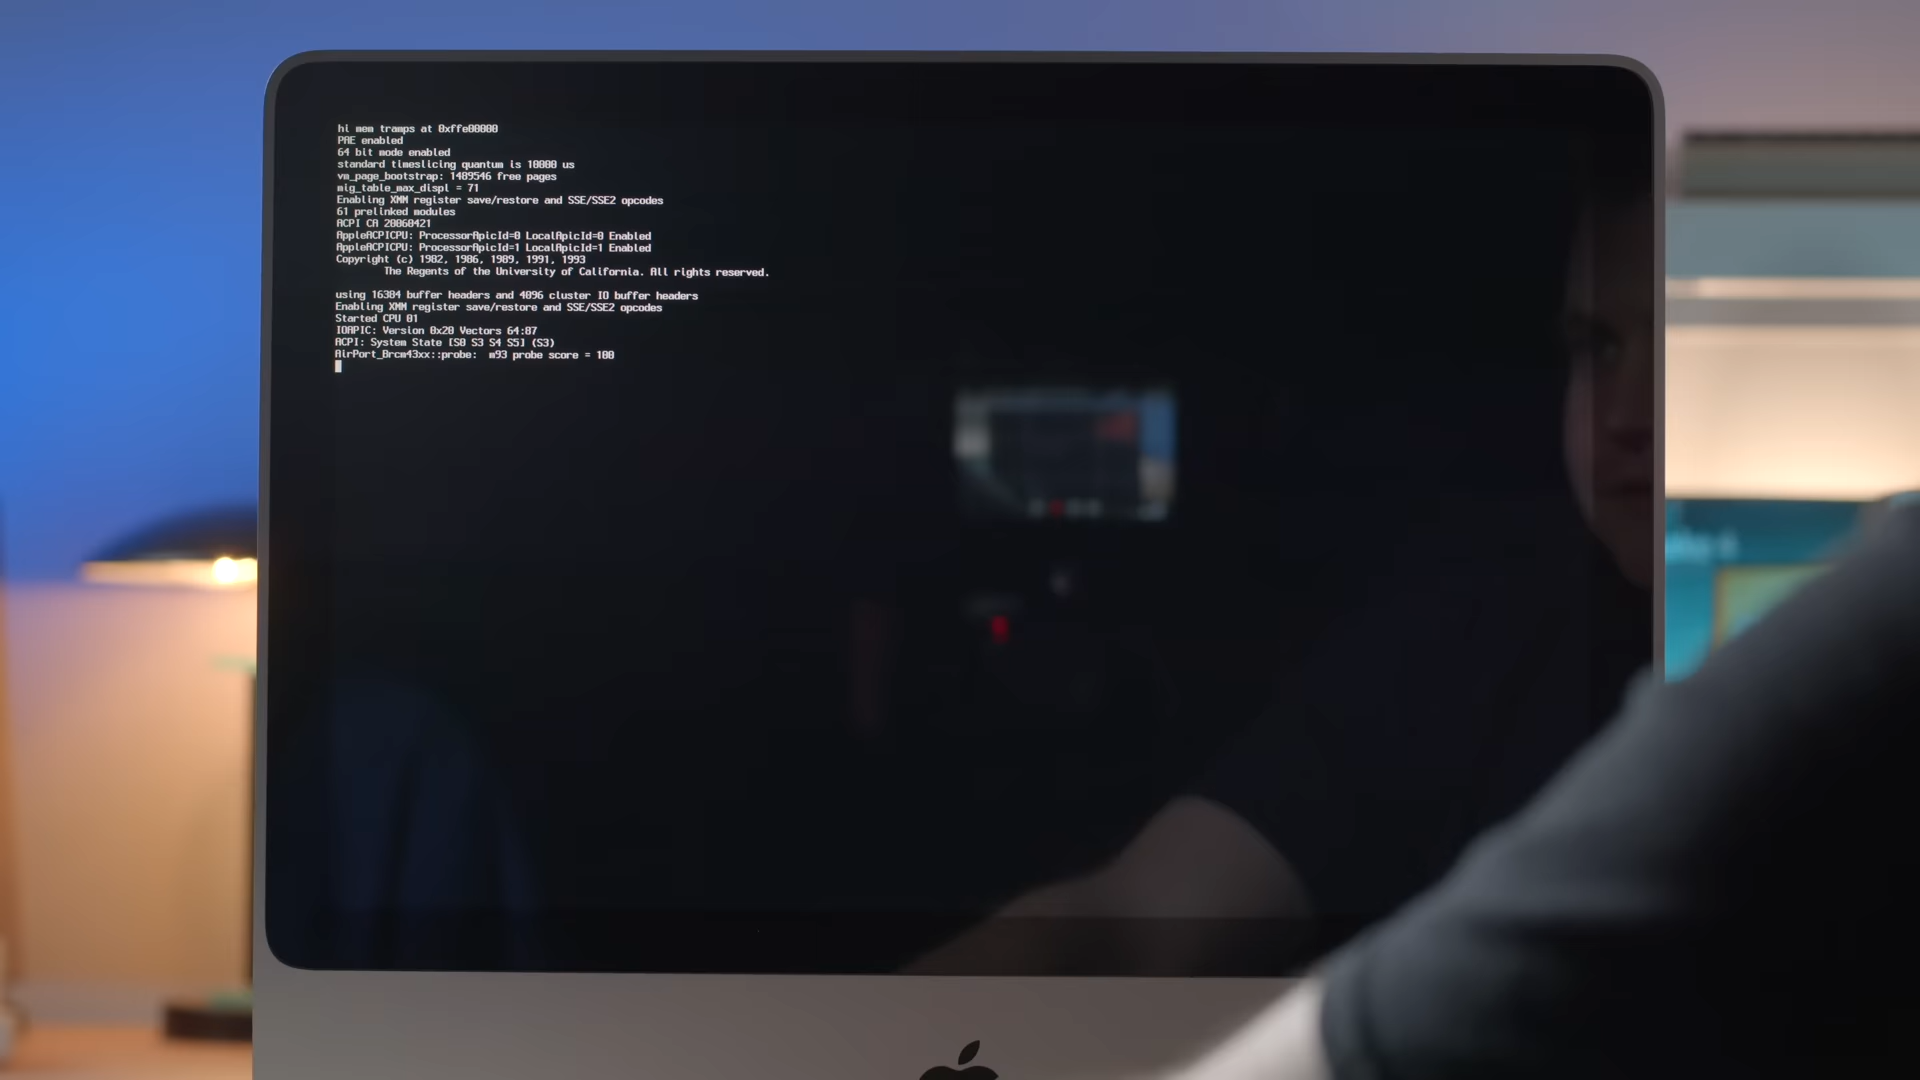 hi mem tramps at 0xffe00000
PAE enabled
64 bit mode enabled
standard timeslicing quantum is 10000 us
vm_page_bootstrap: 1489546 free pages
mig_table_max_displ = 71
Enabling XMM register save/restore and SSE/SSE2 opcodes
61 prelinked modules
ACPI CA 20060421
AppleACPICPU: ProcessorApicId=0 LocalApicId=0 Enabled
AppleACPICPU: ProcessorApicId=1 LocalApicId=1 Enabled
Copyright (c) 1982, 1986, 1989, 1991, 1993
The Regents of the University of California. All rights reserved.
using 16384 buffer headers and 4096 cluster IO buffer headers
Enabling XMM register save/restore and SSE/SSE2 opcodes
Started CPU 01
IOAPIC: Version 0x20 Vectors 64:87
ACPI: System State [S0 S3 S4 S5] (S3)
AirPort_Brcm43xx::probe: m93 probe score = 100